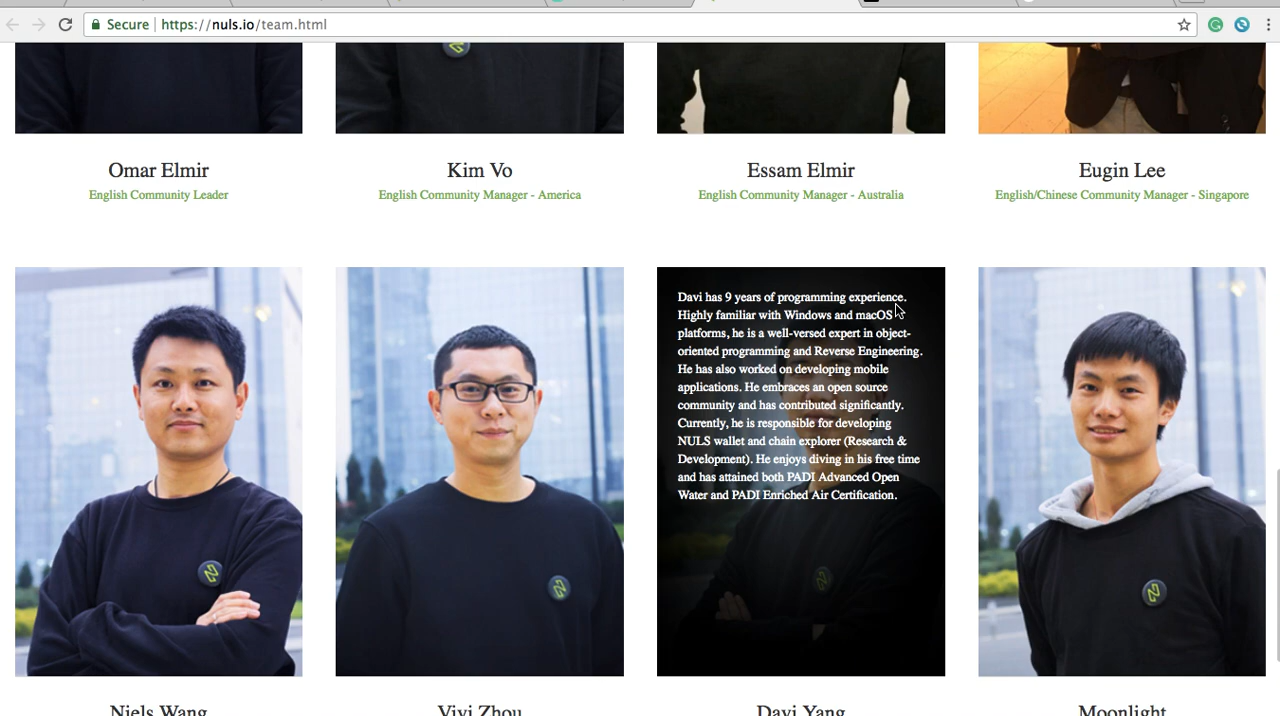 Secure
https://nuls.io/team.html
Omar Elmir
English Community Leader
Kim Vo
English Community Manager - America
Essam Elmir
English Community Manager - Australia
Eugin Lee
English/Chinese Community Manager - Singapore
Davi has 9 years of programming experience.
Highly familiar with Windows and macOS
platforms, he is a well-versed expert in object-
oriented programming and Reverse Engineering.
He has also worked on developing mobile
applications. He embraces an open source
community and has contributed significantly.
Currently, he is responsible for developing
NULS wallet and chain explorer (Research &
Development). He enjoys diving in his free time
and has attained both PADI Advanced Open
Water and PADI Enriched Air Certification.
Niels Wang
Vivi Zhou
Davi Yang
Moonlight